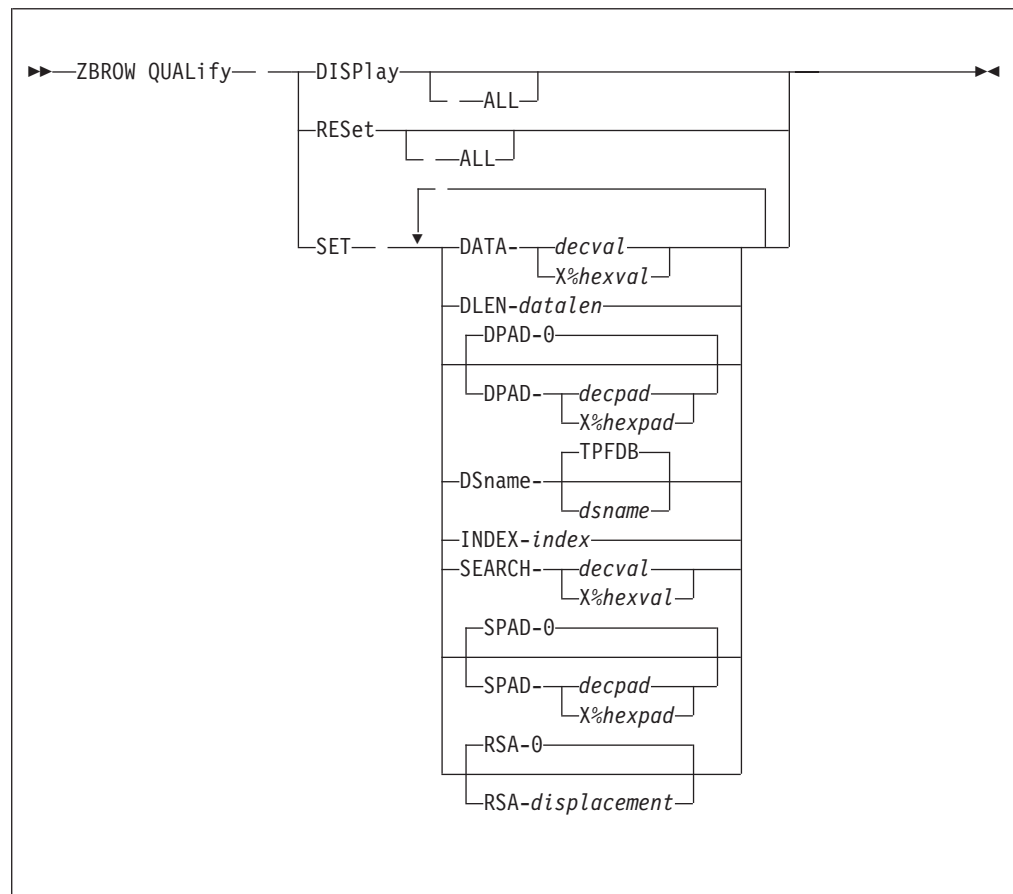 ZBROW QUALify DISPlay
ALL
RESet
ALL
SET DATA- decval
X%hexval
DLEN-datalen
DPAD-0
DPAD- decpad
X%hexpad
TPFDB
DSname-
dsname
INDEX-index
SEARCH- decval
X%hexval
SPAD-0
SPAD- decpad
X%hexpad
RSA-0
RSA-displacement